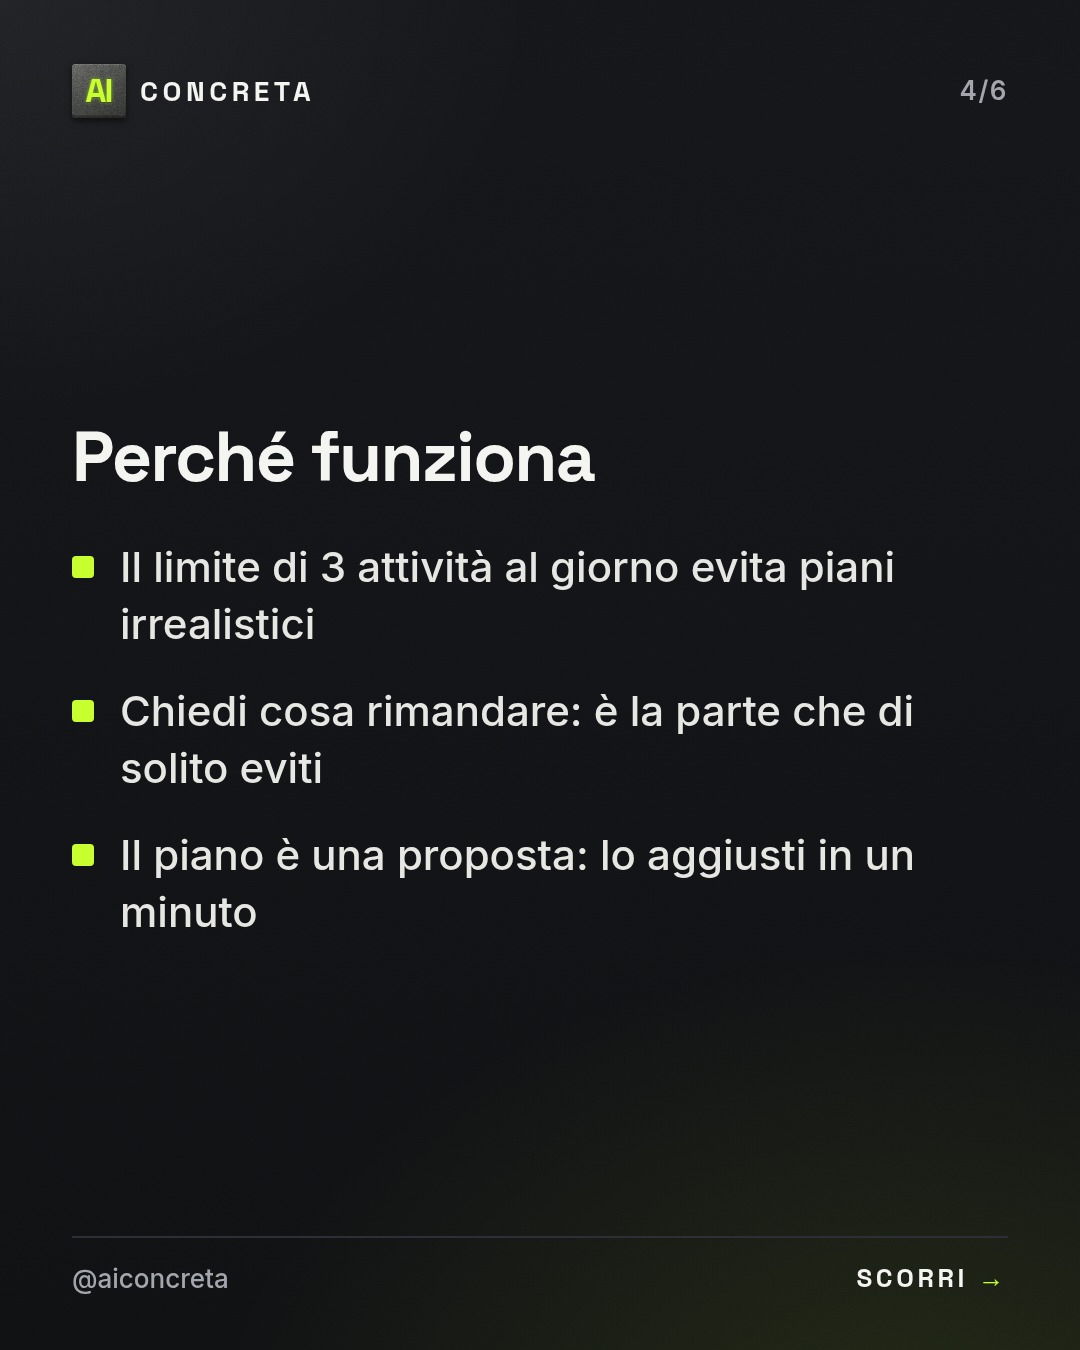 AI CONCRETA
4/6
Perché funziona
Il limite di 3 attività al giorno evita piani
irrealistici
Chiedi cosa rimandare: è la parte che di
solito eviti
Il piano è una proposta: lo aggiusti in un
minuto
@aiconcreta
SCORRI →